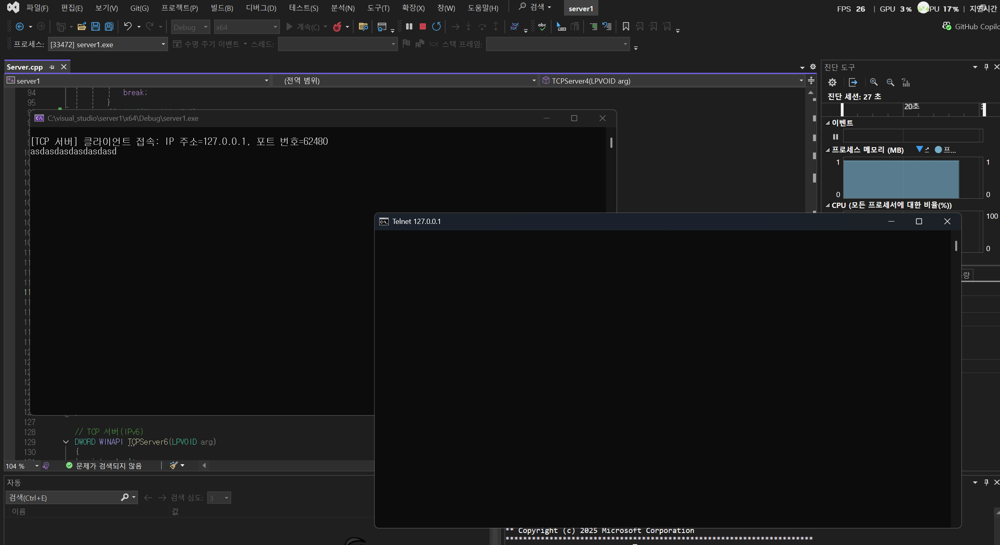 파일(F) 편집(E) 보기(V) Git(G) 프로젝트(P) 빌드(B) 디버그(D) 테스트(S) 분석(N) 도구(T) 확장(X) 창(W) 도움말(H) 검색 server1
FPS 26 | GPU 3% PU 17% | 지연시간
Debug x64 계속(C) abc GitHub
프로세스: [33472] server1.exe 수명 주기 이벤트 스레드: 스택 프레임:
Server.cpp
server1 (전역 범위) TCPServer4(LPVOID arg)
94 break;
95 }
C:\visual_studio\server1\x64\Debug\server1.exe
[TCP 서버] 클라이언트 접속: IP 주소=127.0.0.1, 포트 번호=62480
asdasdasdasdasdasd
진단 도구
진단 세션: 27 초
20초
이벤트
프로세스 메모리 (MB) 프...
1 1
0 0
CPU (모든 프로세서에 대한 비율(%))
100
0
Telnet 127.0.0.1
127
128 // TCP 서버(IPv6)
129 DWORD WINAPI TCPServer6(LPVOID arg)
130 {
104 % 문제가 검색되지 않음
자동
검색(Ctrl+E) 검색 심도: 3
이름 값
** Copyright (c) 2025 Microsoft Corporation
***********************************************************************